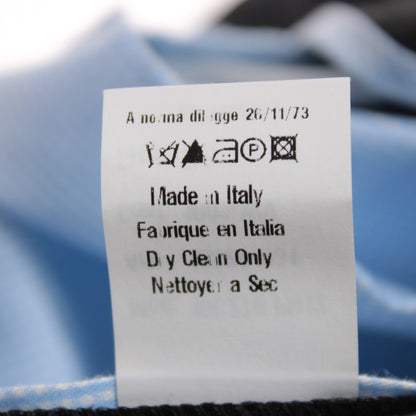 A norma di legge 26/11/73
P
Made in Italy
Fabrique en Italia
Dry Clean Only
Nettoyer a Sec